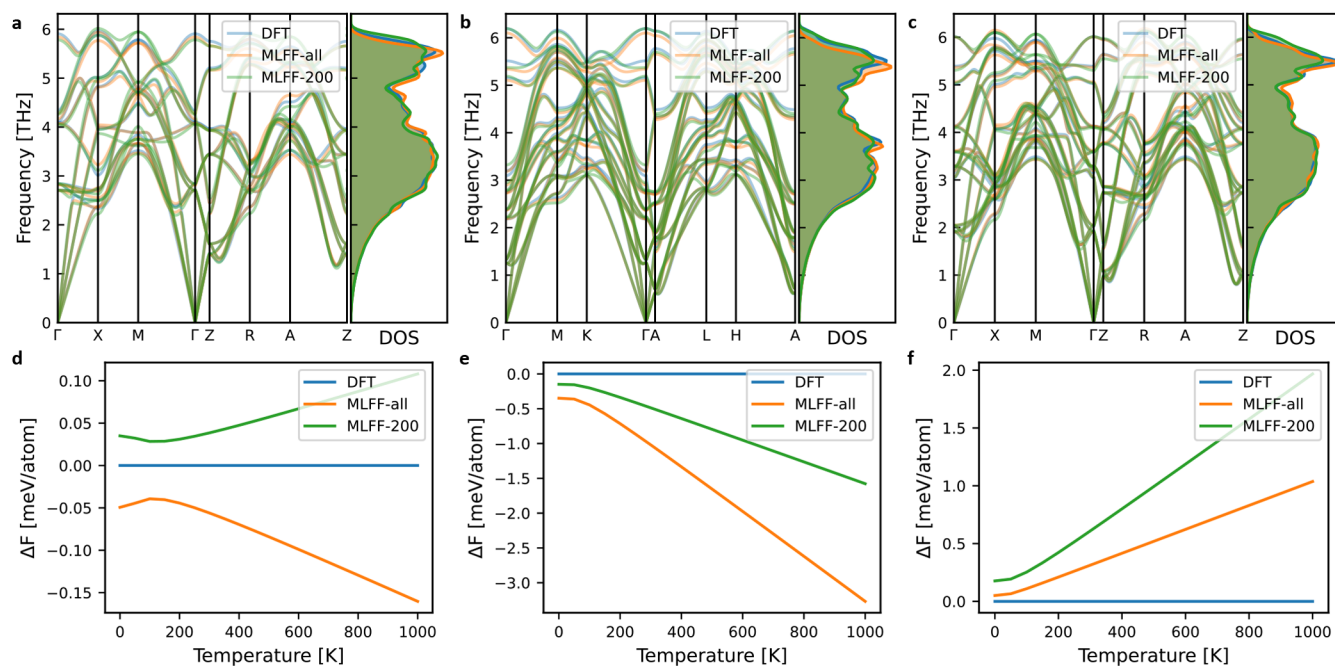 a
DFT
MLFF-all
MLFF-200
Frequency [THz]
6
5
4
3
2
1
0
Γ X M Γ Z R A Z
DOS
b
DFT
MLFF-all
MLFF-200
Frequency [THz]
6
5
4
3
2
1
0
Γ M K Γ A L H A
DOS
c
DFT
MLFF-all
MLFF-200
Frequency [THz]
6
5
4
3
2
1
0
Γ X M Γ Z R A Z
DOS
d
DFT
MLFF-all
MLFF-200
ΔF [meV/atom]
0.10
0.05
0.00
−0.05
−0.10
−0.15
0 200 400 600 800 1000
Temperature [K]
e
DFT
MLFF-all
MLFF-200
ΔF [meV/atom]
0.0
−0.5
−1.0
−1.5
−2.0
−2.5
−3.0
0 200 400 600 800 1000
Temperature [K]
f
DFT
MLFF-all
MLFF-200
ΔF [meV/atom]
2.0
1.5
1.0
0.5
0.0
0 200 400 600 800 1000
Temperature [K]